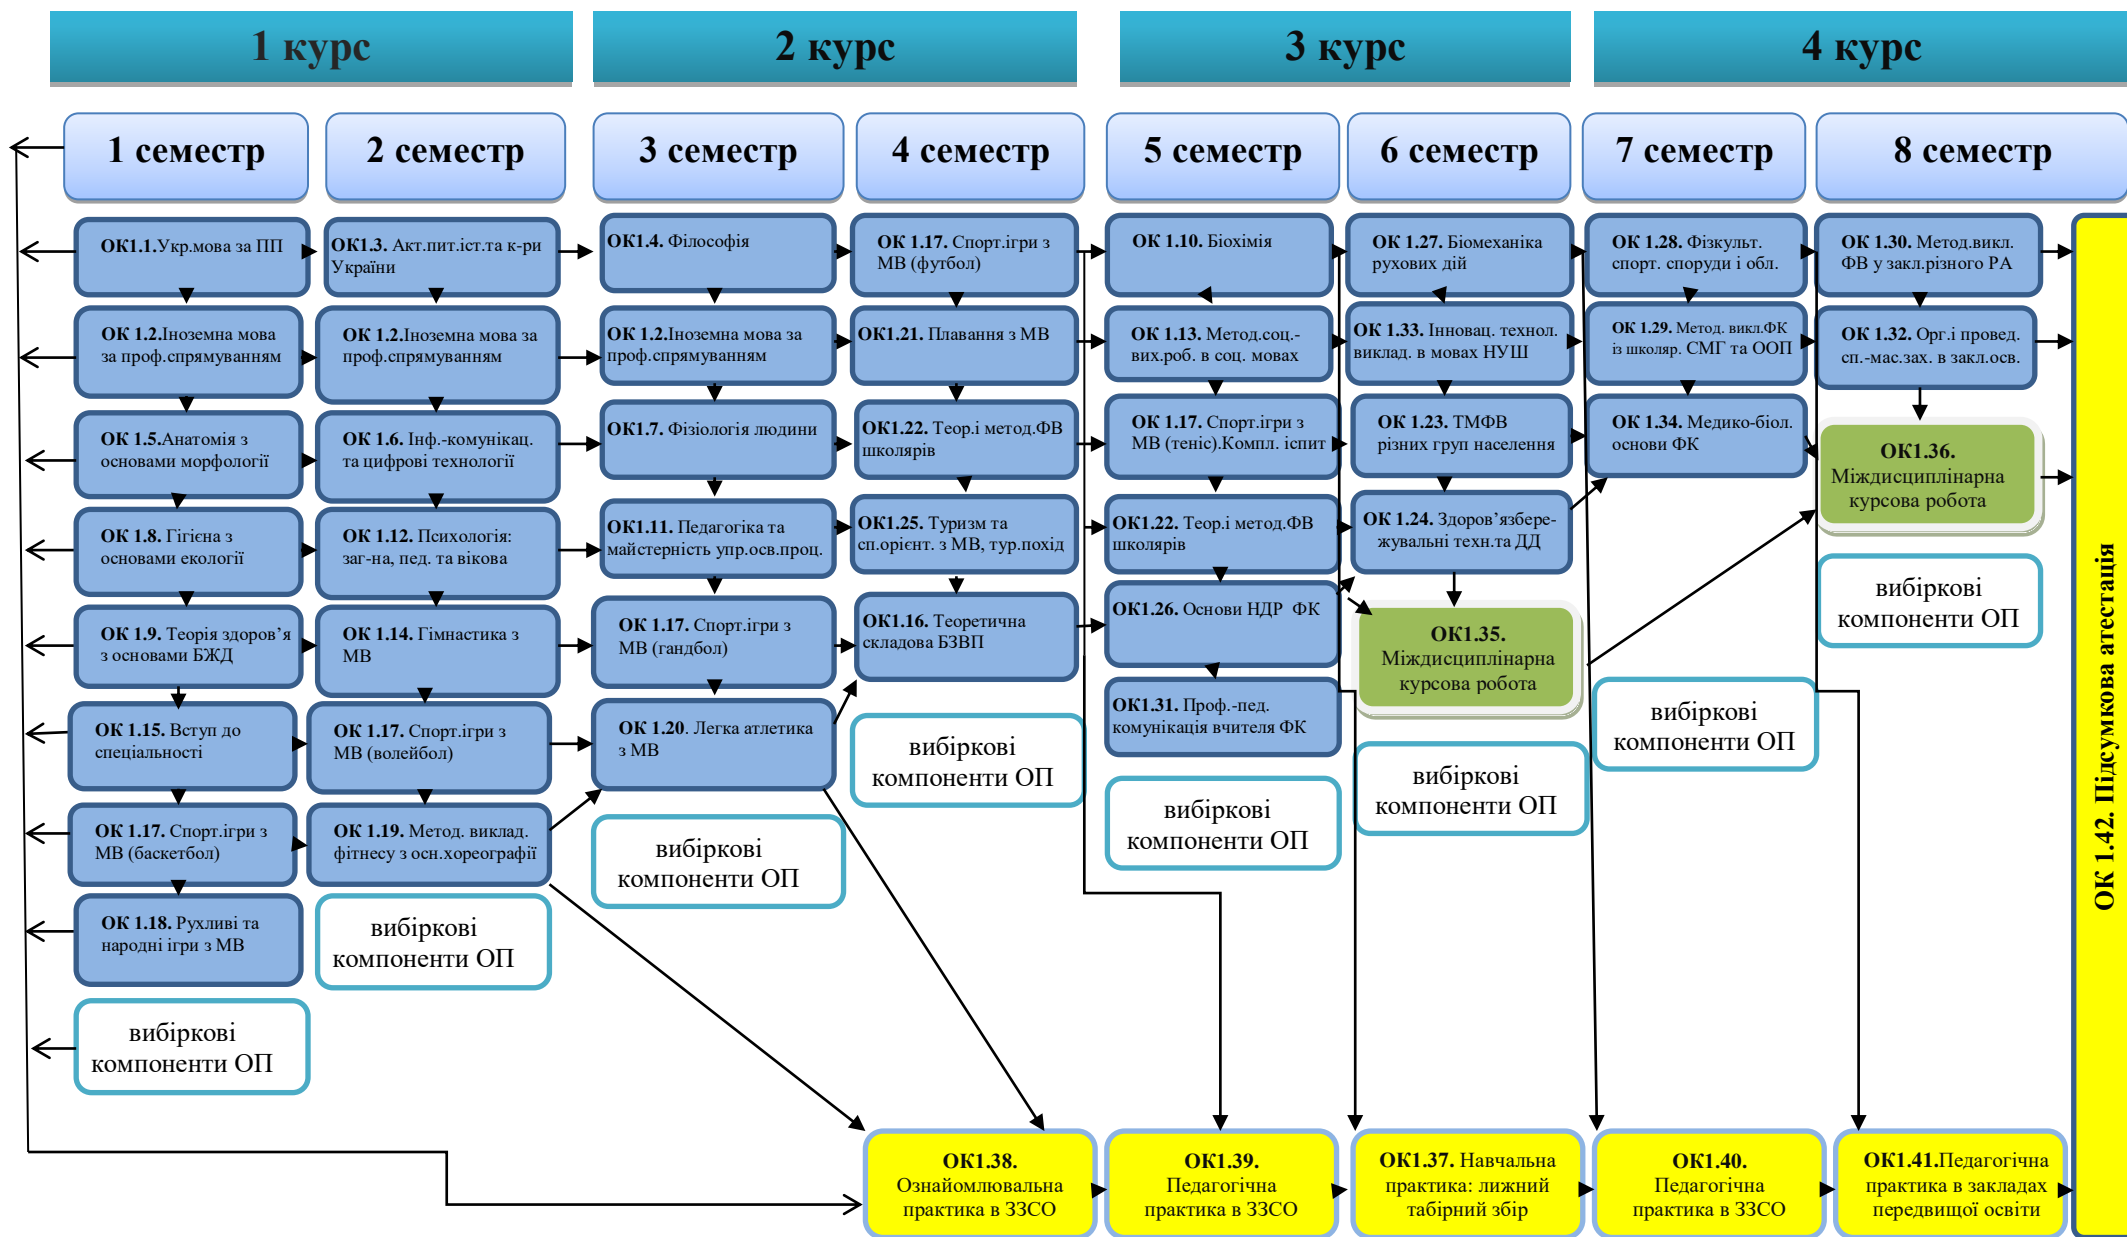 1 курс
2 курс
3 курс
4 курс
1 семестр
2 семестр
3 семестр
4 семестр
5 семестр
6 семестр
7 семестр
8 семестр
ОК1.1.Укр.мова за ПП
ОК 1.2.Іноземна мова
за проф.спрямуванням
ОК 1.5.Анатомія з
основами морфології
ОК 1.8. Гігієна з
основами екології
ОК 1.9. Теорія здоров’я
з основами БЖД
ОК 1.15. Вступ до
спеціальності
ОК 1.17. Спорт.ігри з
МВ (баскетбол)
ОК 1.18. Рухливі та
народні ігри з МВ
вибіркові
компоненти ОП
ОК1.3. Акт.пит.іст.та к-ри
України
ОК 1.2.Іноземна мова за
проф.спрямуванням
ОК 1.6. Інф.-комунікац.
та цифрові технології
ОК 1.12. Психологія:
заг-на, пед. та вікова
ОК 1.14. Гімнастика з
МВ
ОК 1.17. Спорт.ігри з
МВ (волейбол)
ОК 1.19. Метод. виклад.
фітнесу з осн.хореографії
вибіркові
компоненти ОП
ОК1.4. Філософія
ОК 1.2.Іноземна мова за
проф.спрямуванням
ОК1.7. Фізіологія людини
ОК1.11. Педагогіка та
майстерність упр.осв.проц.
ОК 1.17. Спорт.ігри з
МВ (гандбол)
ОК 1.20. Легка атлетика
з МВ
вибіркові
компоненти ОП
ОК 1.17. Спорт.ігри з
МВ (футбол)
ОК1.21. Плавання з МВ
ОК1.22. Теор.і метод.ФВ
школярів
ОК1.25. Туризм та
сп.орієнт. з МВ, тур.похід
ОК1.16. Теоретична
складова БЗВП
вибіркові
компоненти ОП
ОК 1.10. Біохімія
ОК 1.13. Метод.соц.-
вих.роб. в соц. мовах
ОК 1.17. Спорт.ігри з
МВ (теніс).Компл. іспит
ОК1.22. Теор.і метод.ФВ
школярів
ОК1.26. Основи НДР ФК
ОК1.31. Проф.-пед.
комунікація вчителя ФК
вибіркові
компоненти ОП
ОК 1.27. Біомеханіка
рухових дій
ОК 1.33. Інновац. технол.
виклад. в мовах НУШ
ОК 1.23. ТМФВ
різних груп населення
ОК 1.24. Здоров’язбере-
жувальні техн.та ДД
ОК1.35.
Міждисциплінарна
курсова робота
вибіркові
компоненти ОП
ОК 1.28. Фізкульт.
спорт. споруди і обл.
ОК 1.29. Метод. викл.ФК
із школяр. СМГ та ООП
ОК 1.34. Медико-біол.
основи ФК
вибіркові
компоненти ОП
ОК 1.30. Метод.викл.
ФВ у закл.різного РА
ОК 1.32. Орг.і провед.
сп.-мас.зах. в закл.осв.
ОК1.36.
Міждисциплінарна
курсова робота
вибіркові
компоненти ОП
ОК 1.42. Підсумкова атестація
ОК1.38.
Ознайомлювальна
практика в ЗЗСО
ОК1.39.
Педагогічна
практика в ЗЗСО
ОК1.37. Навчальна
практика: лижний
табірний збір
ОК1.40.
Педагогічна
практика в ЗЗСО
ОК1.41.Педагогічна
практика в закладах
передвищої освіти